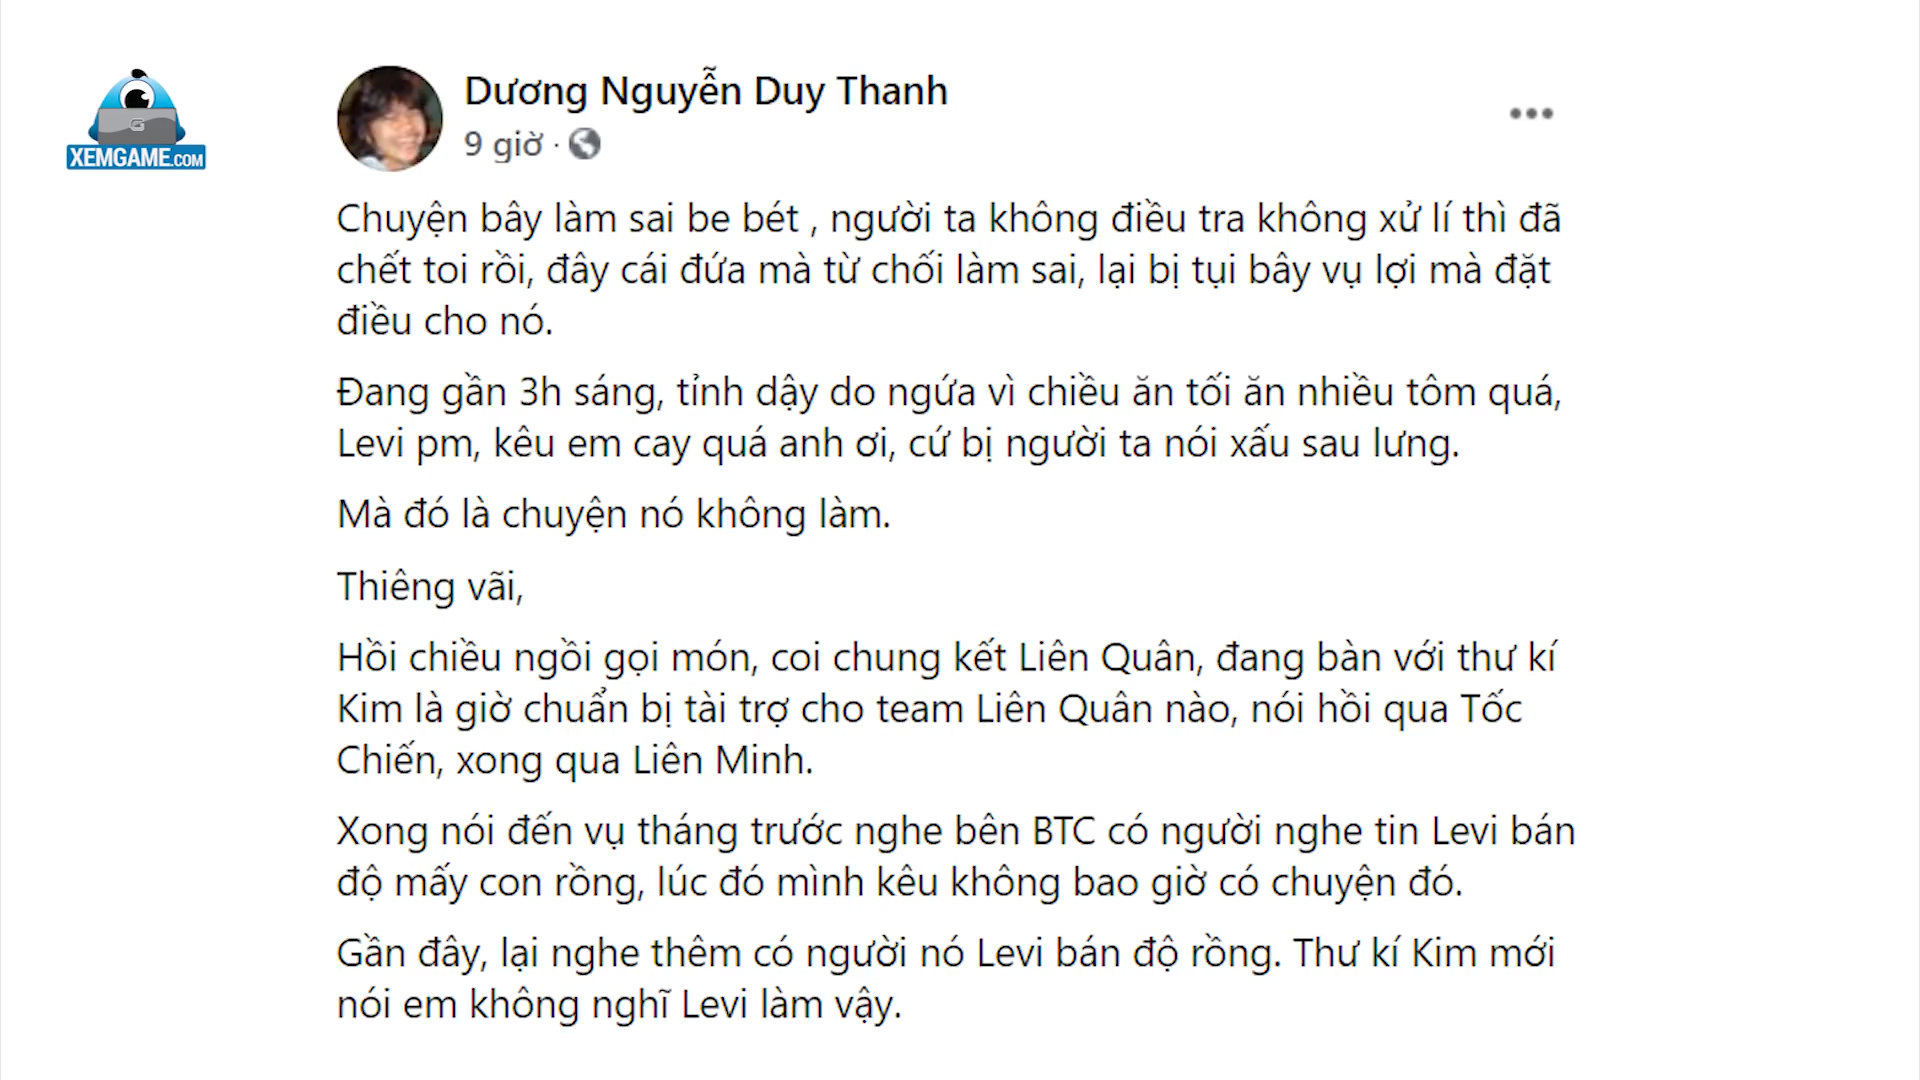 Dương Nguyễn Duy Thanh
9 giờ ·
G
XEMGAME.COM
Chuyện bây làm sai be bét , người ta không điều tra không xử lí thì đã
chết toi rồi, đây cái đứa mà từ chối làm sai, lại bị tụi bây vụ lợi mà đặt
điều cho nó.
Đang gần 3h sáng, tỉnh dậy do ngứa vì chiều ăn tối ăn nhiều tôm quá,
Levi pm, kêu em cay quá anh ơi, cứ bị người ta nói xấu sau lưng.
Mà đó là chuyện nó không làm.
Thiêng vãi,
Hồi chiều ngồi gọi món, coi chung kết Liên Quân, đang bàn với thư kí
Kim là giờ chuẩn bị tài trợ cho team Liên Quân nào, nói hồi qua Tốc
Chiến, xong qua Liên Minh.
Xong nói đến vụ tháng trước nghe bên BTC có người nghe tin Levi bán
độ mấy con rồng, lúc đó mình kêu không bao giờ có chuyện đó.
Gần đây, lại nghe thêm có người nó Levi bán độ rồng. Thư kí Kim mới
nói em không nghĩ Levi làm vậy.